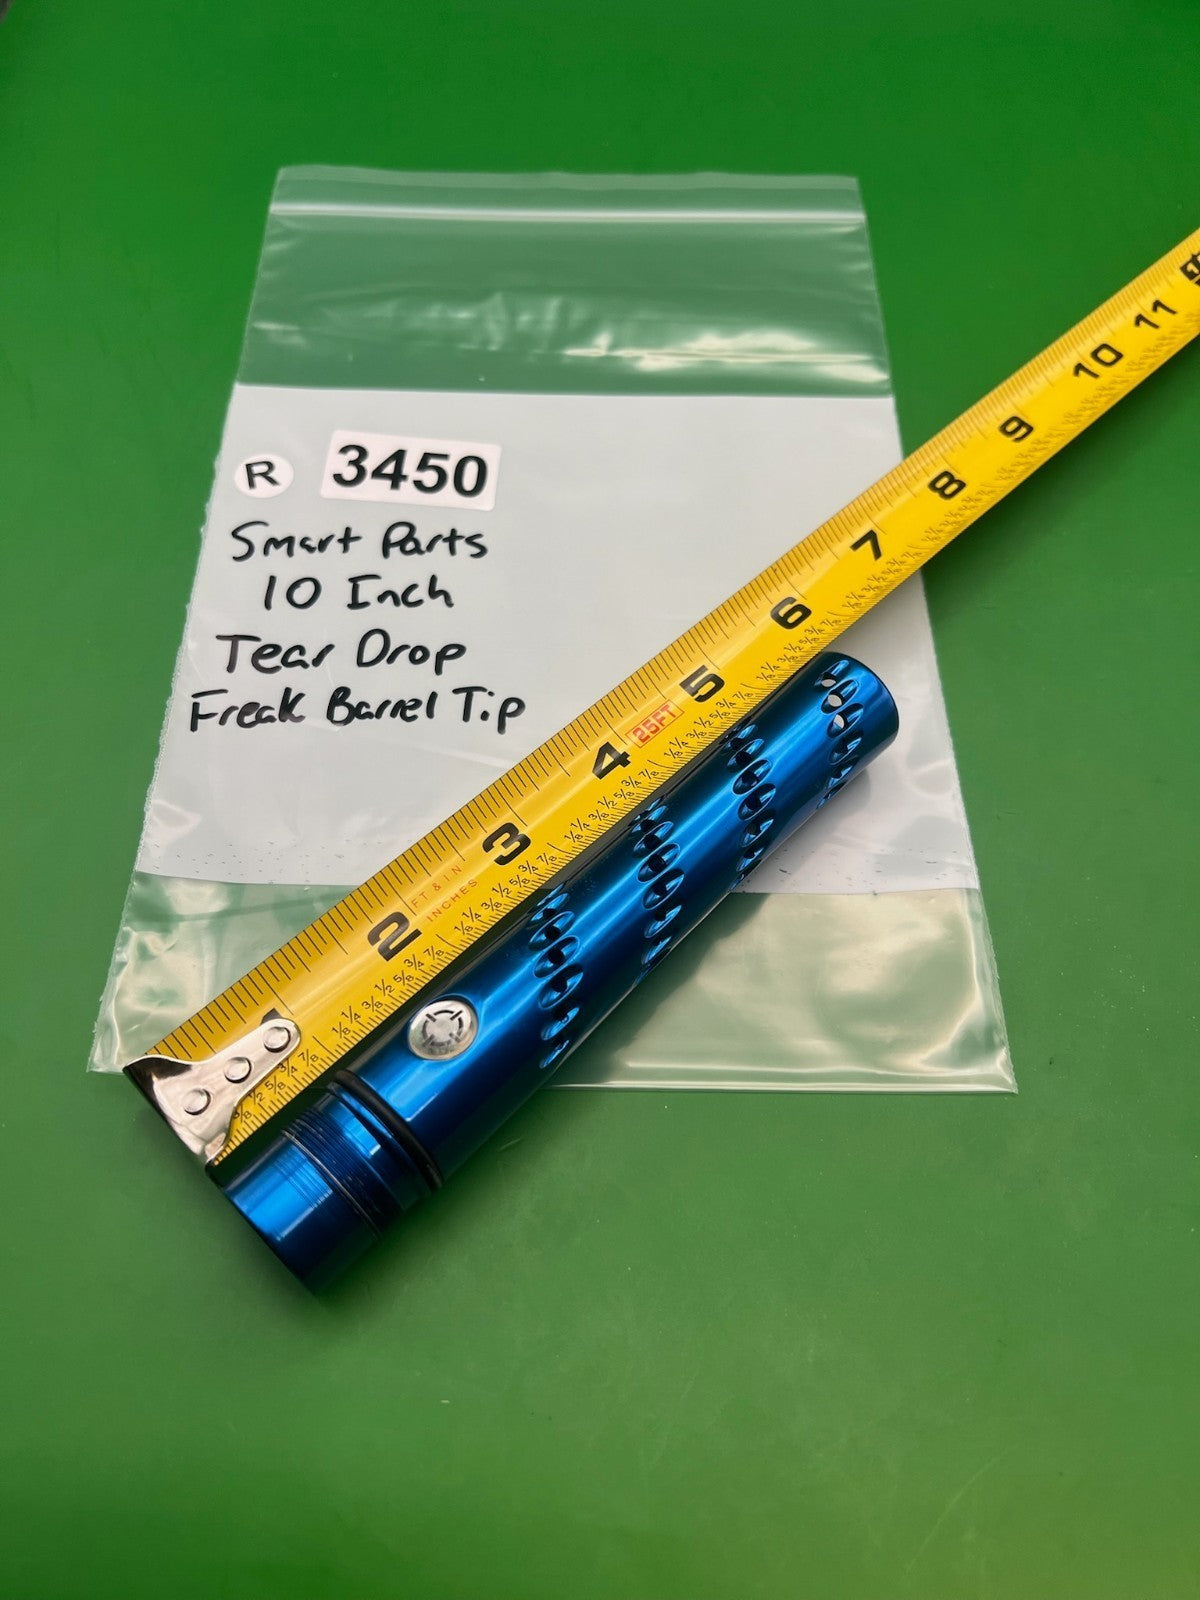 R 3450
Smart Parts
10 Inch
Tear Drop
Freak Barrel Tip
1
2
FT & IN
INCHES
3
4
25FT
5
6
7
8
9
10
11